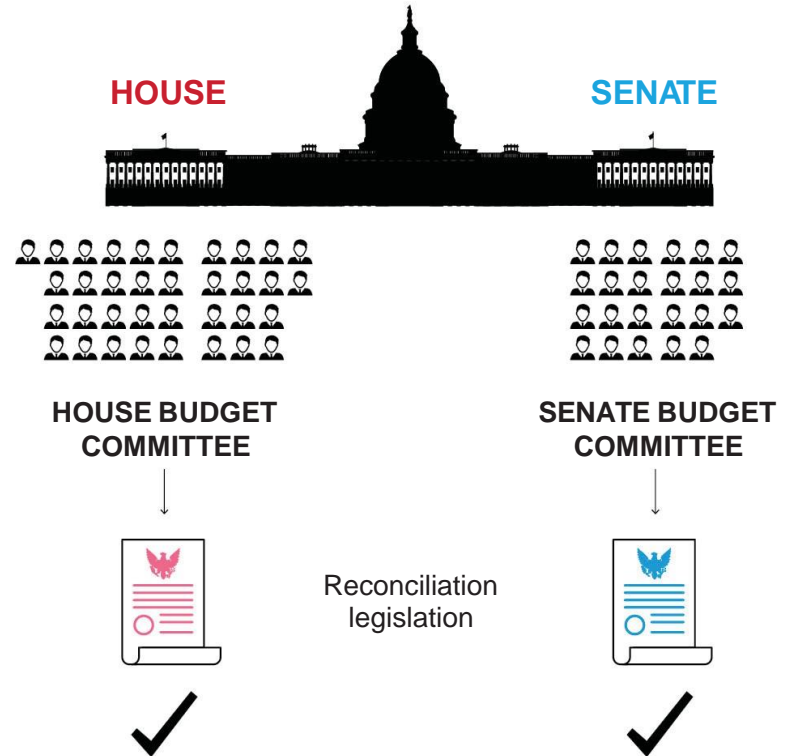 HOUSE
SENATE
HOUSE BUDGET
COMMITTEE
SENATE BUDGET
COMMITTEE
Reconciliation
legislation